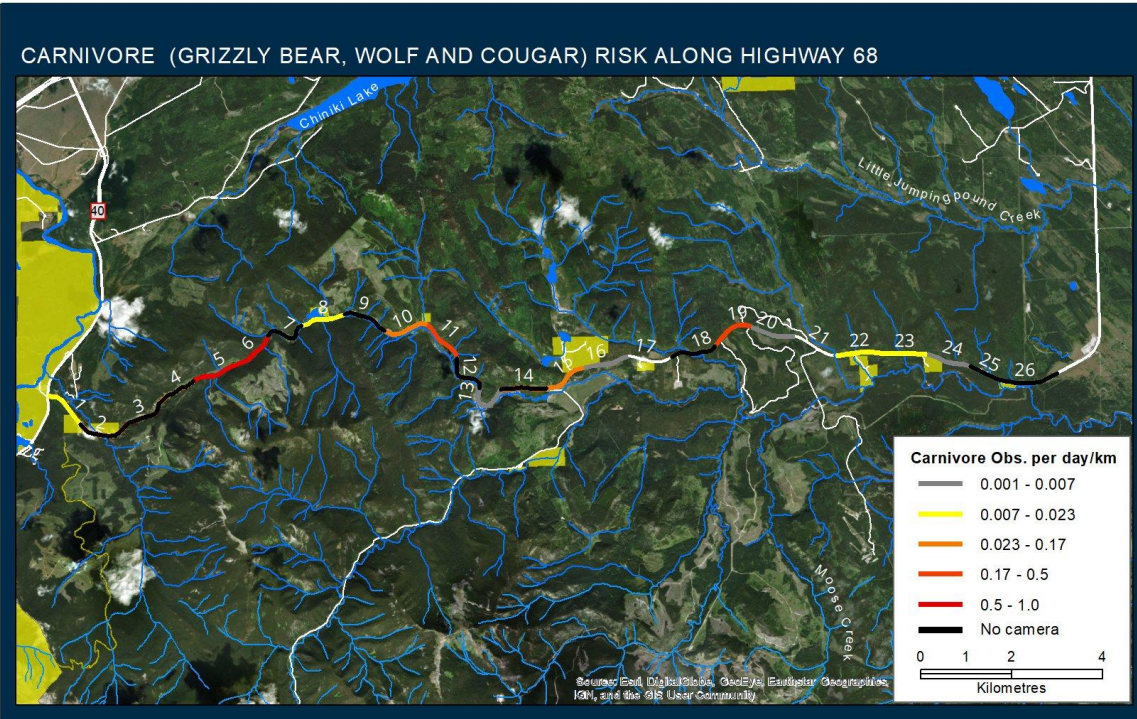 CARNIVORE (GRIZZLY BEAR, WOLF AND COUGAR) RISK ALONG HIGHWAY 68
Chiniki Lake
Little Jumpingpound Creek
40
1
2
3
4
5
6
7
8
9
10
11
12
13
14
15
16
17
18
19
20
21
22
23
24
25
26
Moose Creek
Carnivore Obs. per day/km
0.001 - 0.007
0.007 - 0.023
0.023 - 0.17
0.17 - 0.5
0.5 - 1.0
No camera
0 1 2 4
Kilometres
Source: Esri, DigitalGlobe, GeoEye, Earthstar Geographics,
IGN, and the GIS User Community